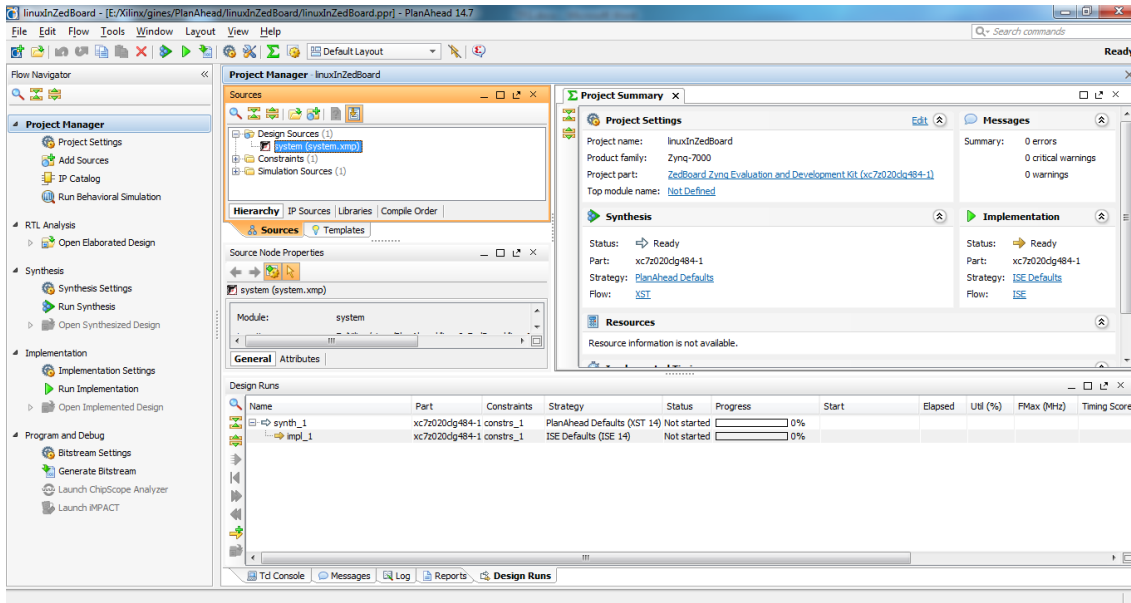 linuxInZedBoard - [E:/Xilinx/gines/PlanAhead/linuxInZedBoard/linuxInZedBoard.ppr] - PlanAhead 14.7
File Edit Flow Tools Window Layout View Help
Search commands
Default Layout
Ready
Flow Navigator
Project Manager
Project Settings
Add Sources
IP Catalog
Run Behavioral Simulation
RTL Analysis
Open Elaborated Design
Synthesis
Synthesis Settings
Run Synthesis
Open Synthesized Design
Implementation
Implementation Settings
Run Implementation
Open Implemented Design
Program and Debug
Bitstream Settings
Generate Bitstream
Launch ChipScope Analyzer
Launch iMPACT
Project Manager - linuxInZedBoard
Sources
Design Sources (1)
system (system.xmp)
Constraints (1)
Simulation Sources (1)
Hierarchy IP Sources Libraries Compile Order
Sources Templates
Source Node Properties
system (system.xmp)
Module: system
General Attributes
Project Summary
Project Settings Edit
Project name: linuxInZedBoard
Product family: Zynq-7000
Project part: ZedBoard Zynq Evaluation and Development Kit (xc7z020clg484-1)
Top module name: Not Defined
Messages
Summary: 0 errors
0 critical warnings
0 warnings
Synthesis
Status: Ready
Part: xc7z020clg484-1
Strategy: PlanAhead Defaults
Flow: XST
Implementation
Status: Ready
Part: xc7z020clg484-1
Strategy: ISE Defaults
Flow: ISE
Resources
Resource information is not available.
Design Runs
Name Part Constraints Strategy Status Progress Start Elapsed Util (%) FMax (MHz) Timing Score
synth_1 xc7z020clg484-1 constrs_1 PlanAhead Defaults (XST 14) Not started 0%
impl_1 xc7z020clg484-1 constrs_1 ISE Defaults (ISE 14) Not started 0%
Tcl Console Messages Log Reports Design Runs